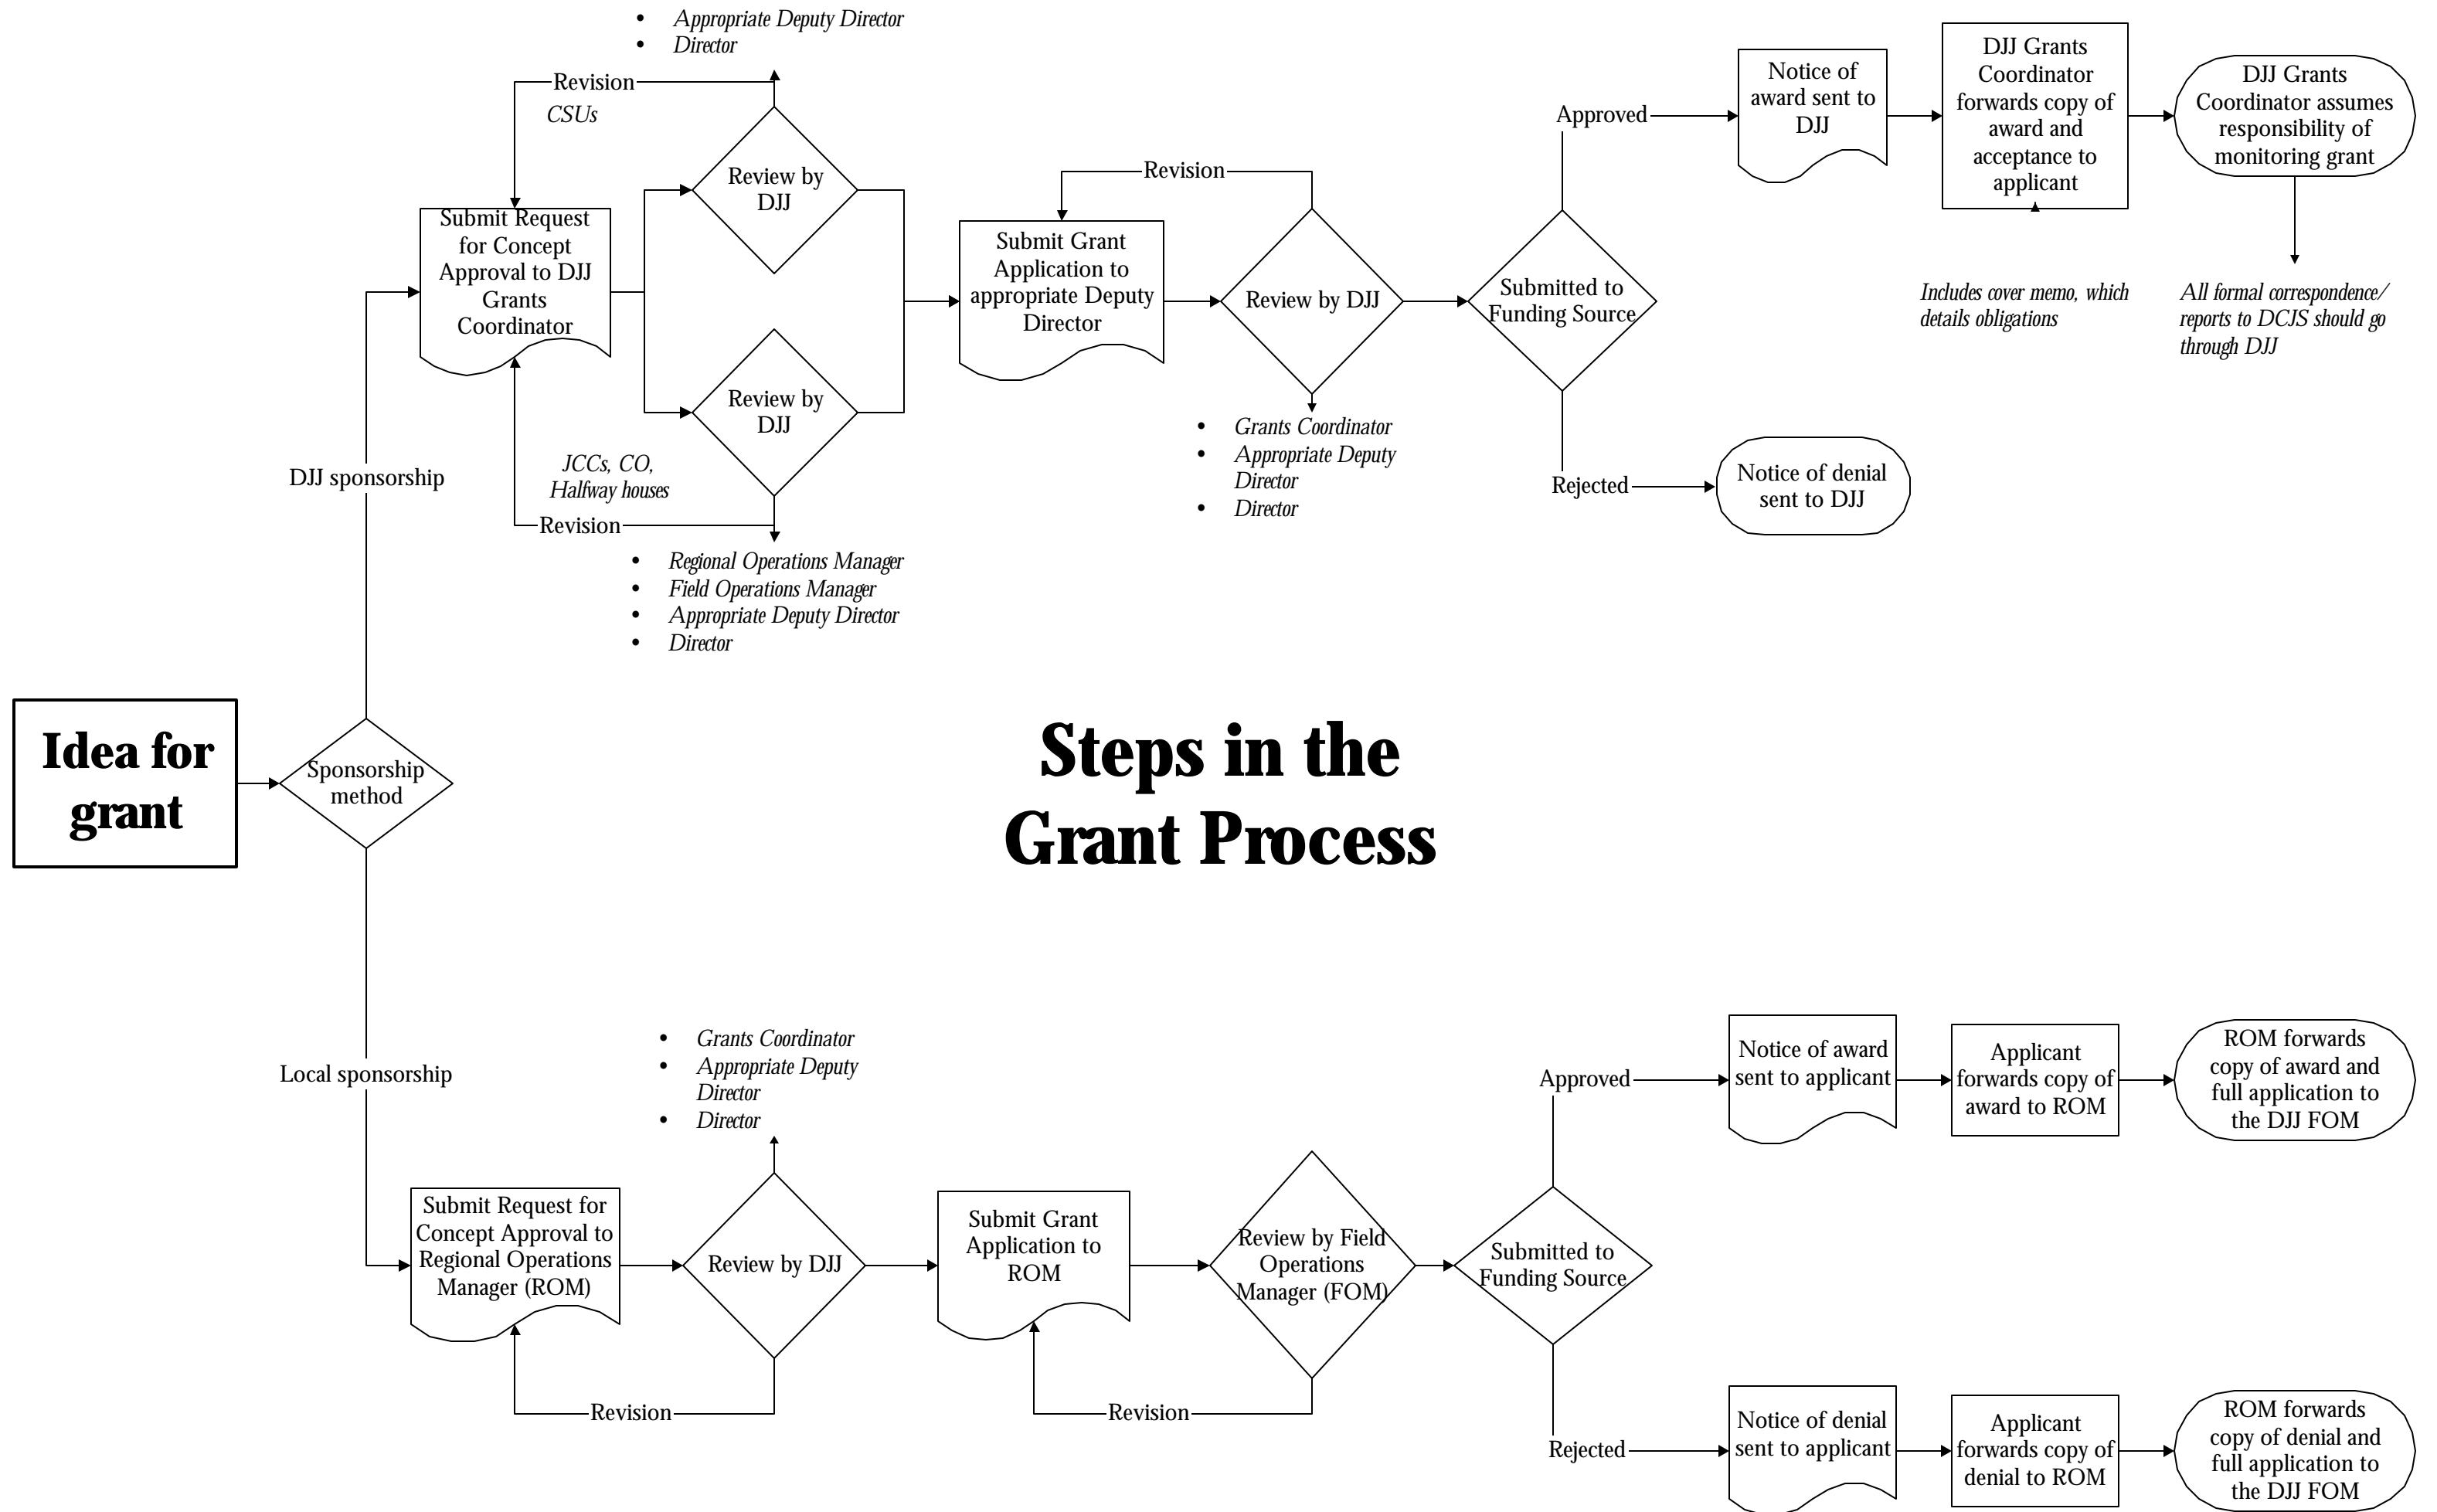 • Appropriate Deputy Director
• Director
Revision
CSUs
Review by
DJJ
Submit Request
for Concept
Approval to DJJ
Grants
Coordinator
Review by
DJJ
JCCs, CO,
Halfway houses
Revision
• Regional Operations Manager
• Field Operations Manager
• Appropriate Deputy Director
• Director
DJJ sponsorship
Revision
Submit Grant
Application to
appropriate Deputy
Director
Review by DJJ
• Grants Coordinator
• Appropriate Deputy
Director
• Director
Submitted to
Funding Source
Approved
Notice of
award sent to
DJJ
DJJ Grants
Coordinator
forwards copy of
award and
acceptance to
applicant
DJJ Grants
Coordinator assumes
responsibility of
monitoring grant
Includes cover memo, which
details obligations
All formal correspondence/
reports to DCJS should go
through DJJ
Rejected
Notice of denial
sent to DJJ
Idea for
grant
Sponsorship
method
Steps in the
Grant Process
Local sponsorship
• Grants Coordinator
• Appropriate Deputy
Director
• Director
Submit Request for
Concept Approval to
Regional Operations
Manager (ROM)
Review by DJJ
Revision
Submit Grant
Application to
ROM
Review by Field
Operations
Manager (FOM)
Revision
Submitted to
Funding Source
Approved
Notice of award
sent to applicant
Applicant
forwards copy of
award to ROM
ROM forwards
copy of award and
full application to
the DJJ FOM
Rejected
Notice of denial
sent to applicant
Applicant
forwards copy of
denial to ROM
ROM forwards
copy of denial and
full application to
the DJJ FOM